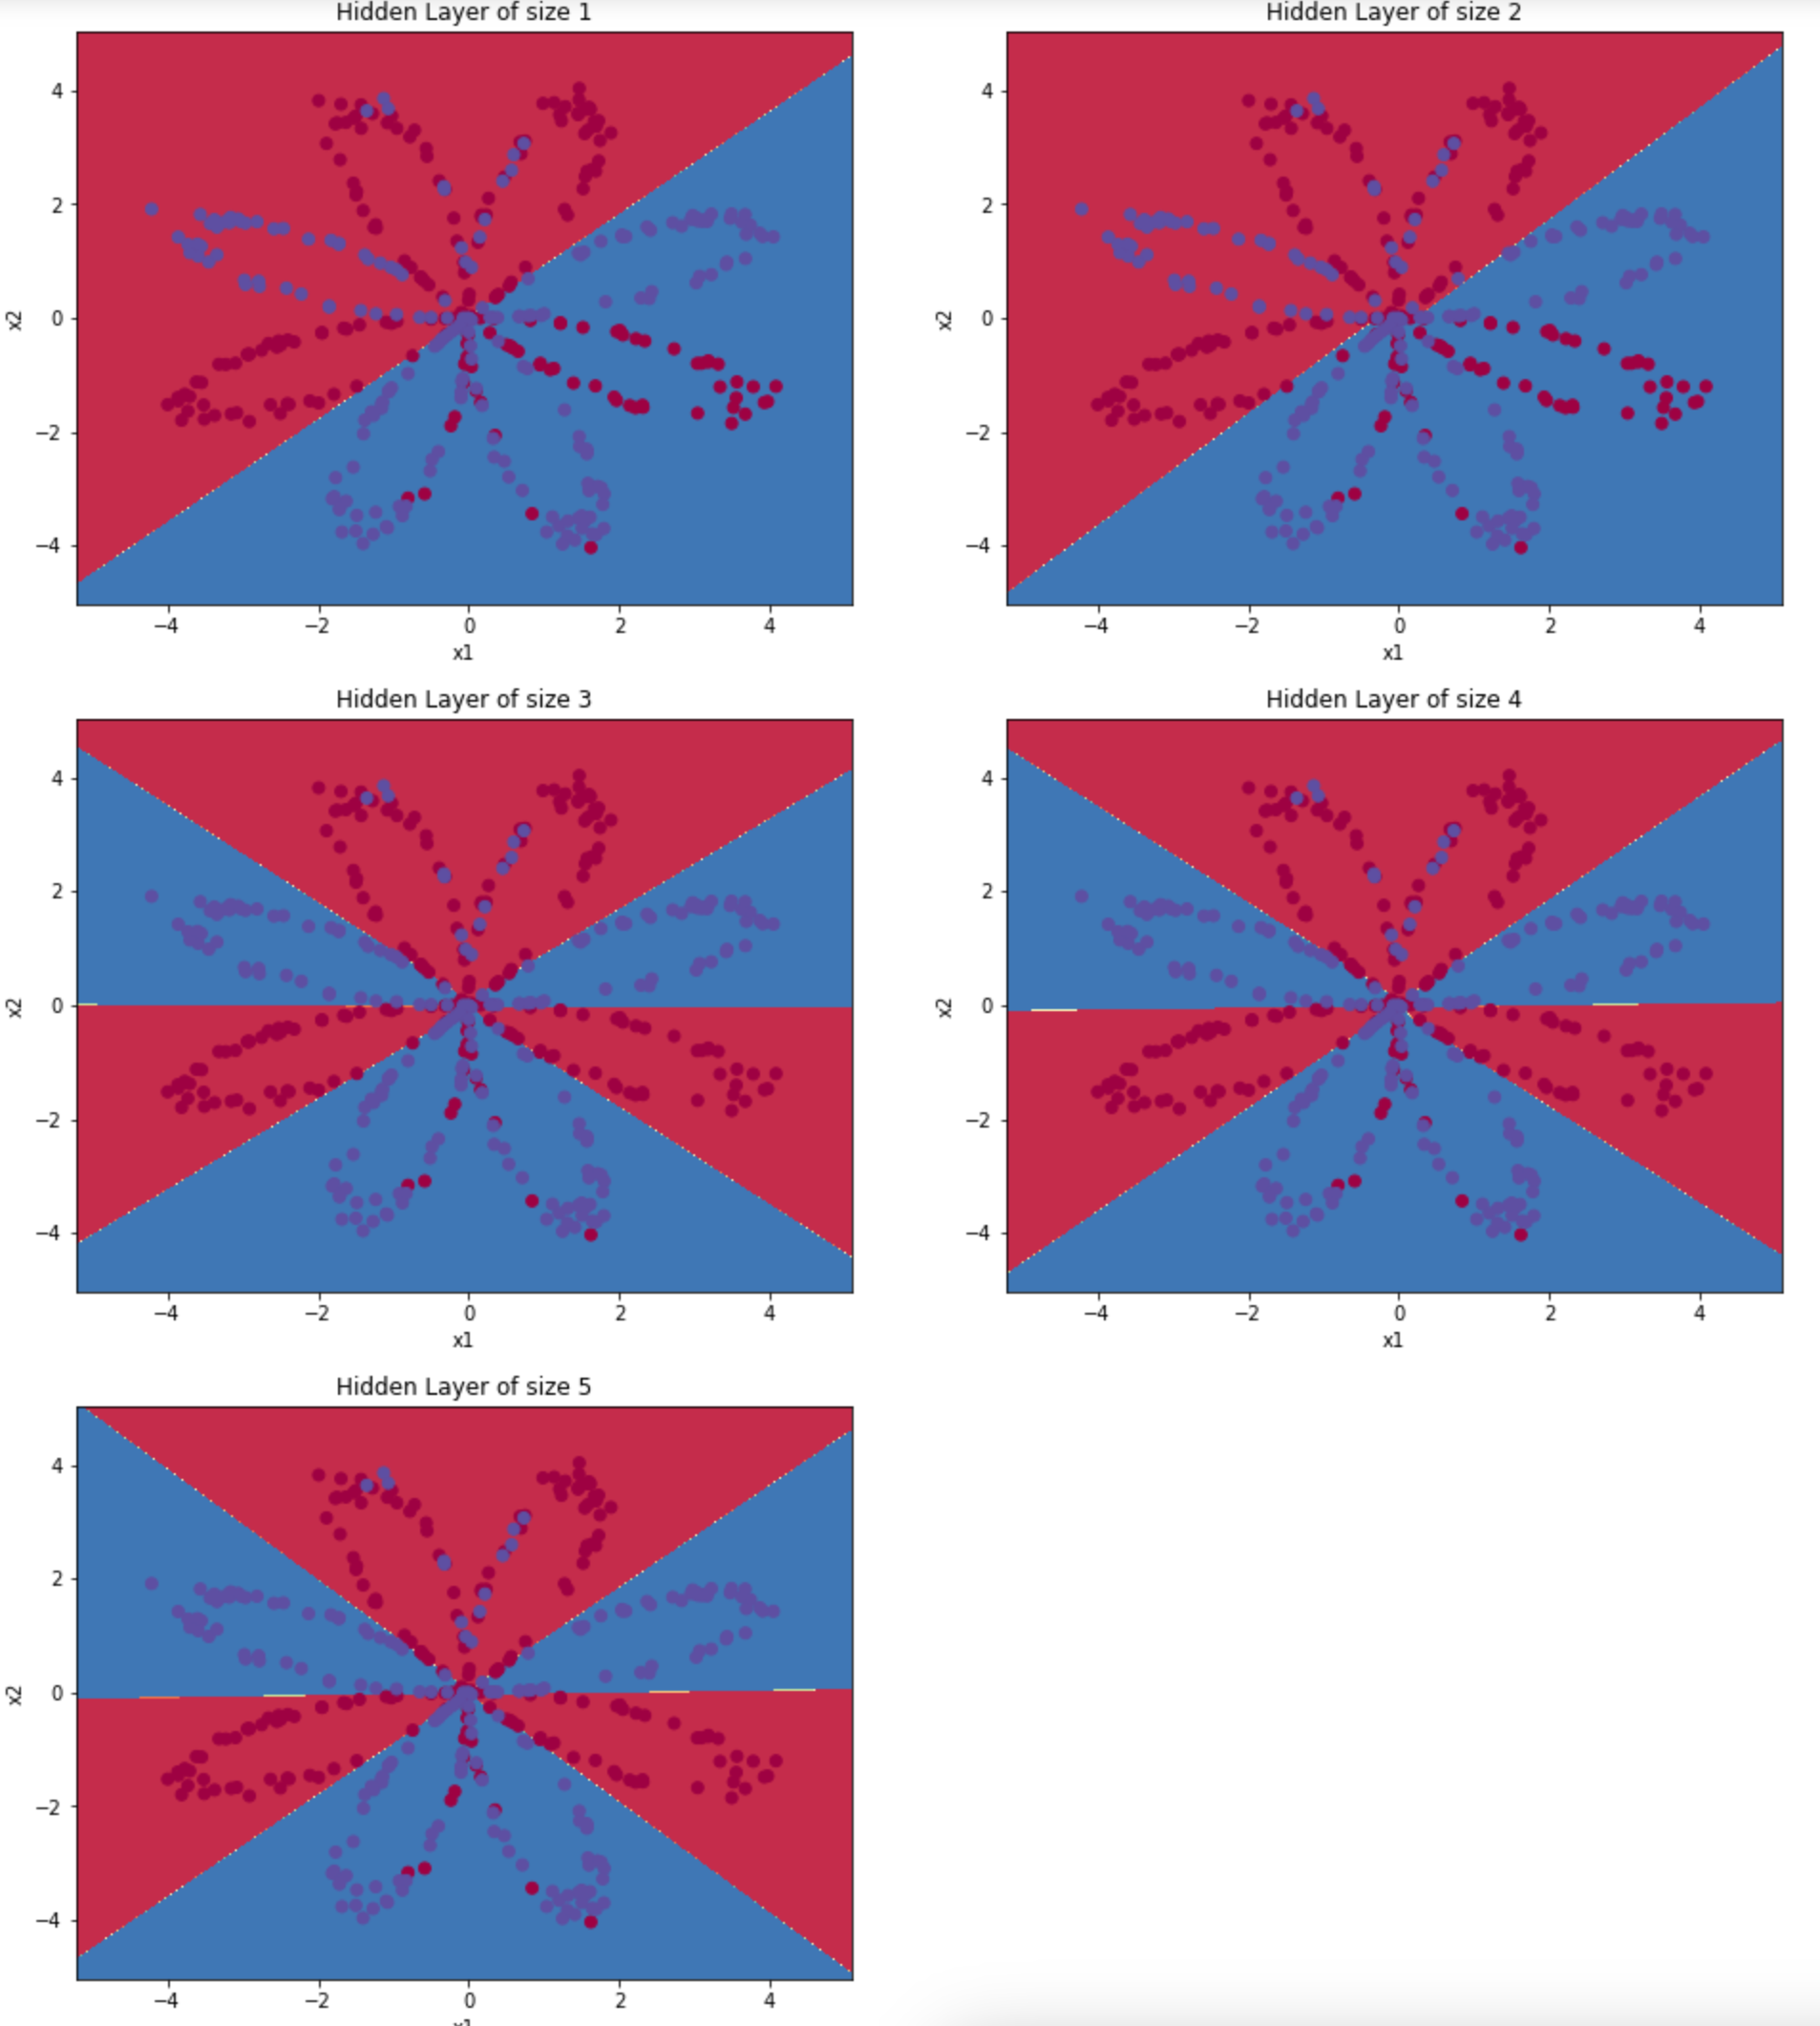 Hidden Layer of size 1
Hidden Layer of size 2
4
2
0
−2
−4
x2
−4 −2 0 2 4
x1
4
2
0
−2
−4
x2
−4 −2 0 2 4
x1
Hidden Layer of size 3
Hidden Layer of size 4
4
2
0
−2
−4
x2
−4 −2 0 2 4
x1
4
2
0
−2
−4
x2
−4 −2 0 2 4
x1
Hidden Layer of size 5
4
2
0
−2
−4
x2
−4 −2 0 2 4
x1